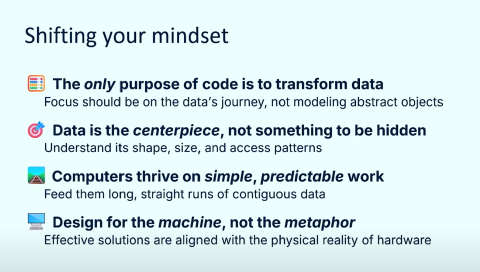 Shifting your mindset
The only purpose of code is to transform data
Focus should be on the data's journey, not modeling abstract objects
Data is the centerpiece, not something to be hidden
Understand its shape, size, and access patterns
Computers thrive on simple, predictable work
Feed them long, straight runs of contiguous data
Design for the machine, not the metaphor
Effective solutions are aligned with the physical reality of hardware